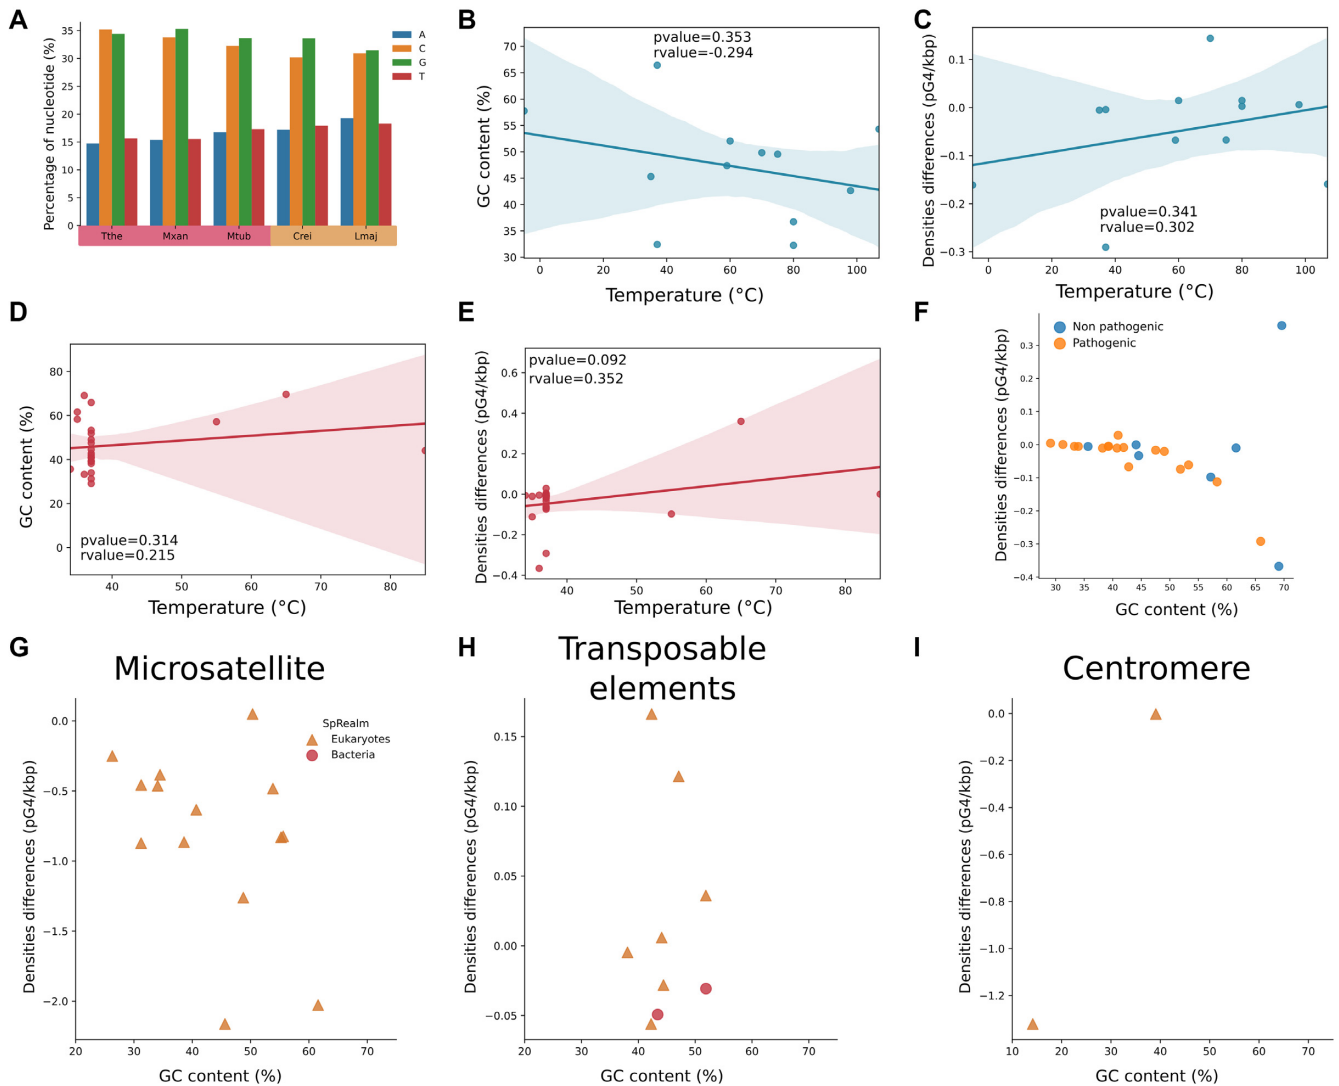 A
Percentage of nucleotide (%)
35
30
25
20
15
10
5
0
A
C
G
T
Tthe
Mxan
Mtub
Crei
Lmaj
B
pvalue=0.353
rvalue=-0.294
GC content (%)
70
65
60
55
50
45
40
35
30
0
20
40
60
80
100
Temperature (°C)
C
Densities differences (pG4/kbp)
0.1
0.0
−0.1
−0.2
−0.3
pvalue=0.341
rvalue=0.302
0
20
40
60
80
100
Temperature (°C)
D
GC content (%)
80
60
40
20
0
pvalue=0.314
rvalue=0.215
40
50
60
70
80
Temperature (°C)
E
Densities differences (pG4/kbp)
pvalue=0.092
rvalue=0.352
0.6
0.4
0.2
0.0
−0.2
−0.4
40
50
60
70
80
Temperature (°C)
F
Densities differences (pG4/kbp)
Non pathogenic
Pathogenic
0.3
0.2
0.1
0.0
−0.1
−0.2
−0.3
−0.4
30
35
40
45
50
55
60
65
70
GC content (%)
G
Microsatellite
Densities differences (pG4/kbp)
SpRealm
Eukaryotes
Bacteria
0.0
−0.5
−1.0
−1.5
−2.0
20
30
40
50
60
70
GC content (%)
H
Transposable
elements
Densities differences (pG4/kbp)
0.15
0.10
0.05
0.00
−0.05
20
30
40
50
60
70
GC content (%)
I
Centromere
Densities differences (pG4/kbp)
0.0
−0.2
−0.4
−0.6
−0.8
−1.0
−1.2
10
20
30
40
50
60
70
GC content (%)